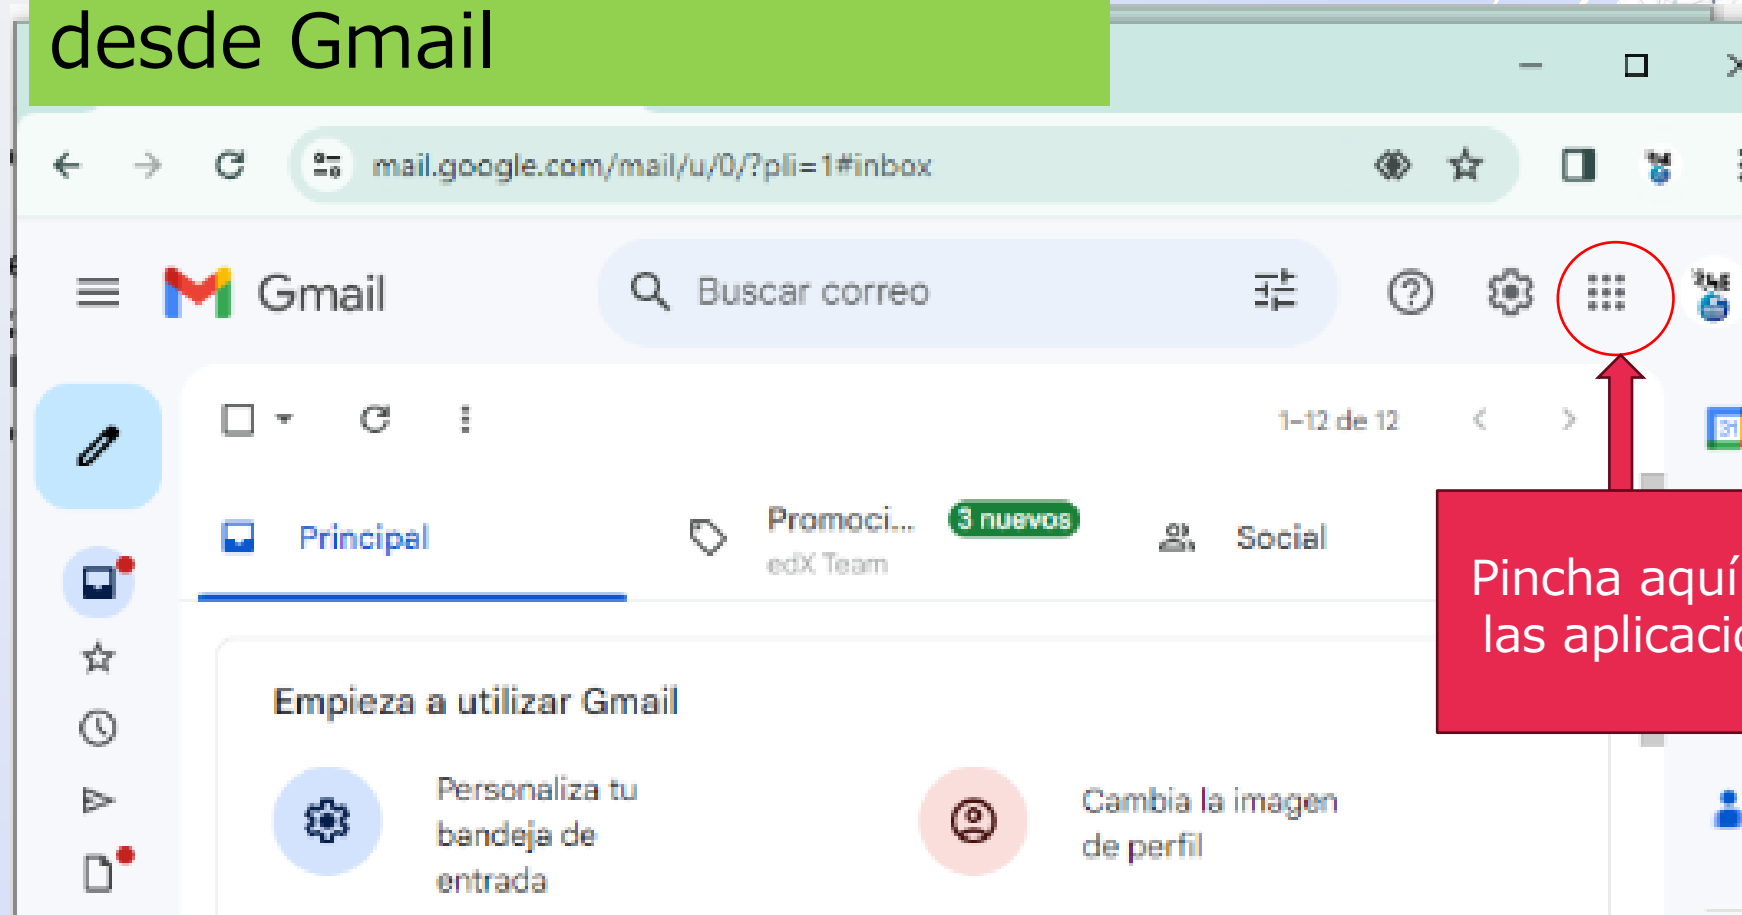 desde Gmail
mail.google.com/mail/u/0/?pli=1#inbox
Gmail
Buscar correo
1–12 de 12
31
Principal
Promoci...
3 nuevos
edX Team
Social
Pincha aquí
las aplicacio
Empieza a utilizar Gmail
Personaliza tu
bandeja de
entrada
Cambia la imagen
de perfil